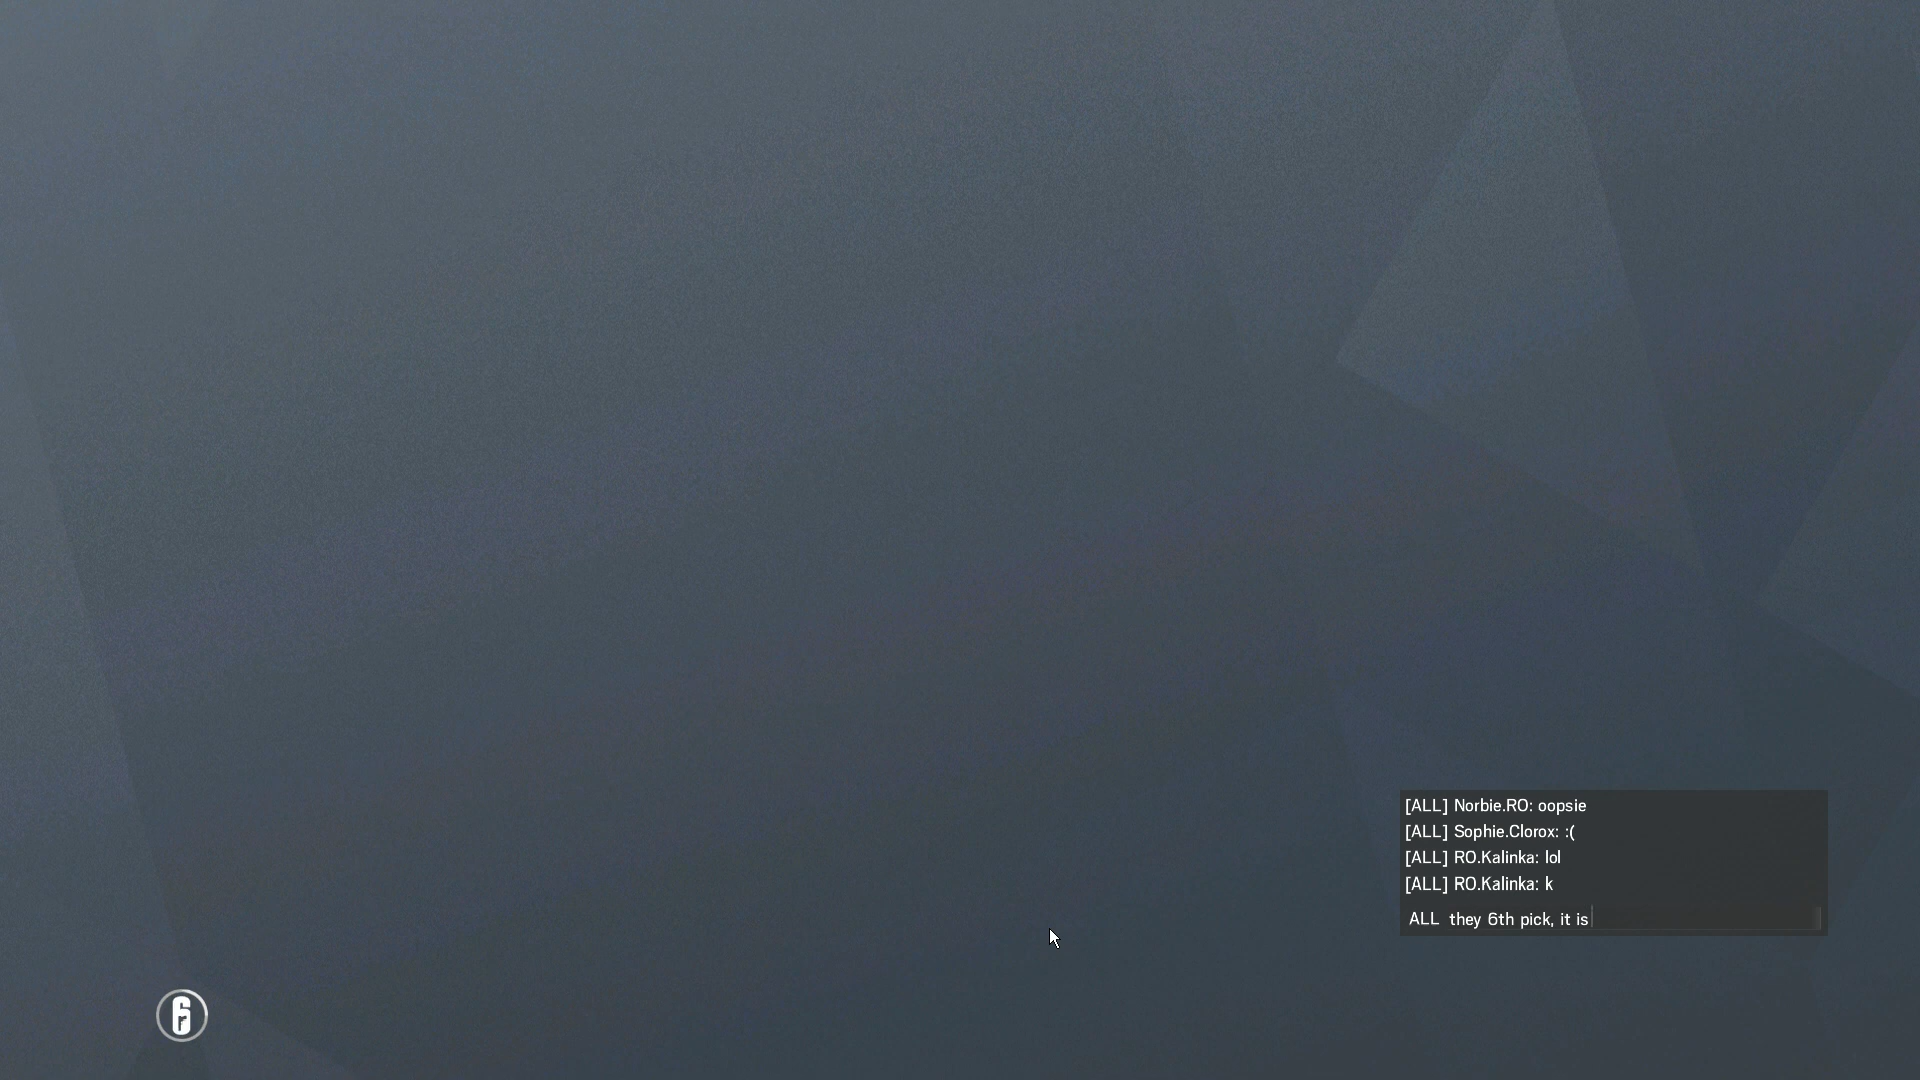 [ALL] Norbie.RO: oopsie
[ALL] Sophie.Clorox: :(
[ALL] RO.Kalinka: lol
[ALL] RO.Kalinka: k
ALL they 6th pick, it is
6